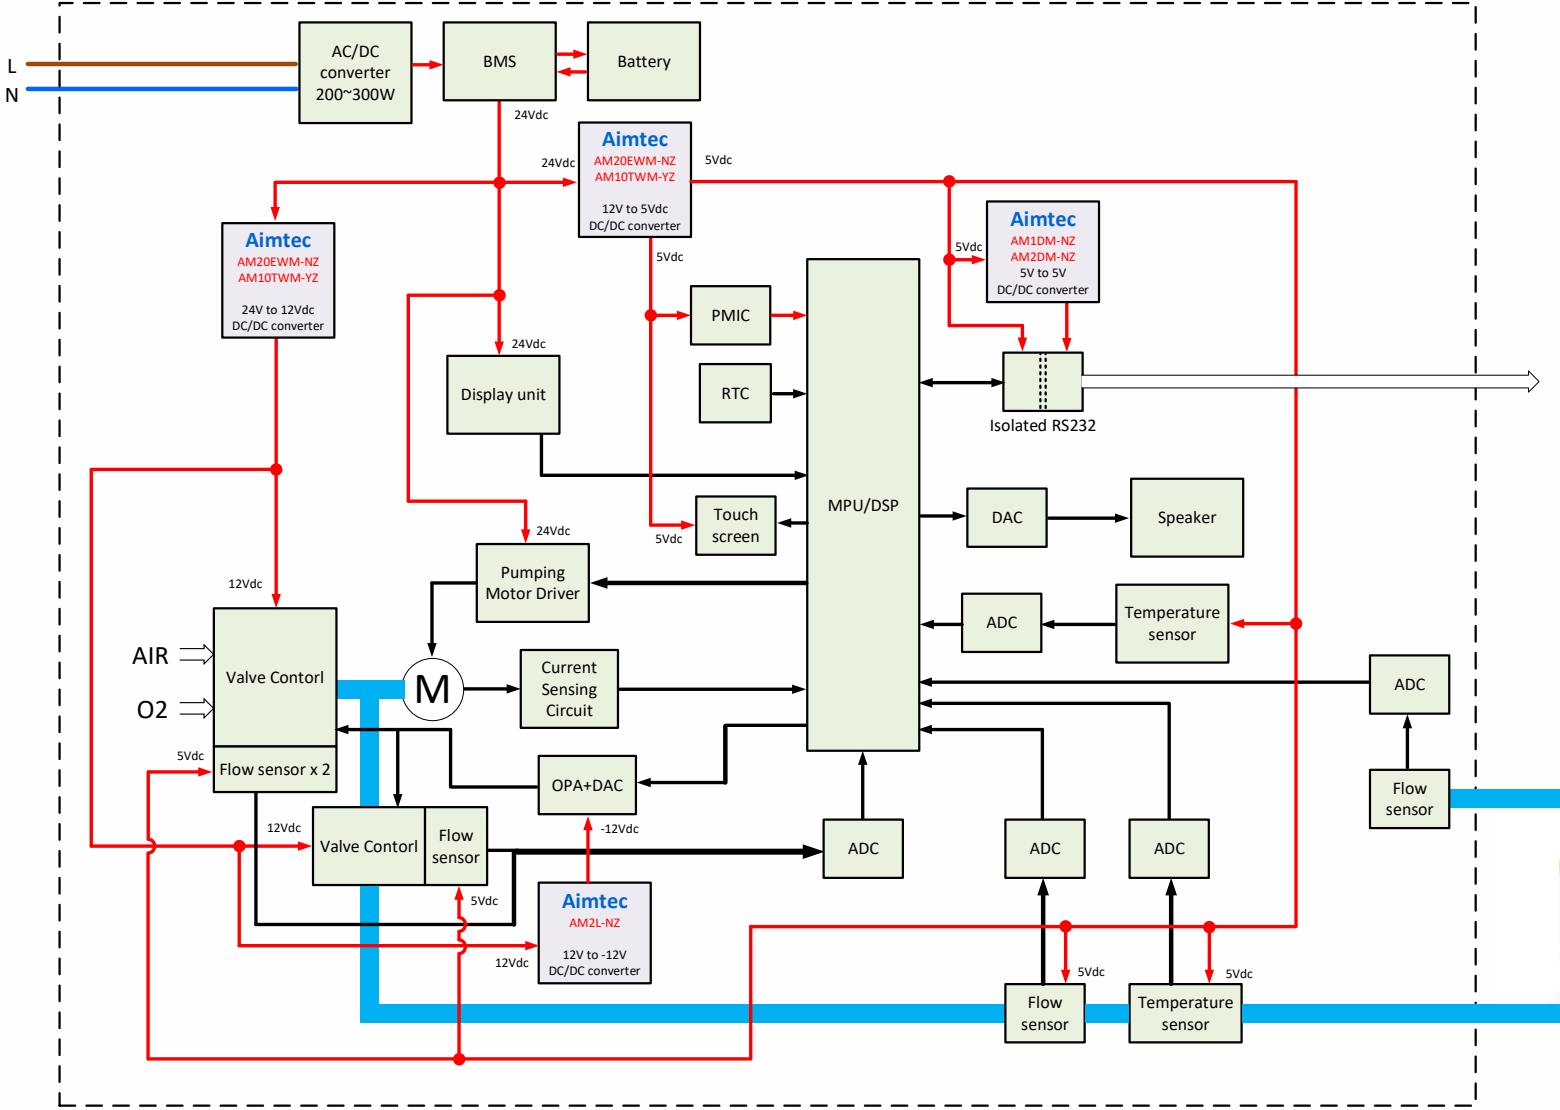 L
N
AC/DC
converter
200~300W
BMS
Battery
24Vdc
24Vdc
Aimtec
AM20EWM-NZ
AM10TWM-YZ
12V to 5Vdc
DC/DC converter
5Vdc
5Vdc
Aimtec
AM20EWM-NZ
AM10TWM-YZ
24V to 12Vdc
DC/DC converter
5Vdc
Aimtec
AM1DM-NZ
AM2DM-NZ
5V to 5V
DC/DC converter
PMIC
24Vdc
Display unit
RTC
Isolated RS232
MPU/DSP
Touch
screen
5Vdc
DAC
Speaker
24Vdc
Pumping
Motor Driver
12Vdc
ADC
Temperature
sensor
AIR
O2
Valve Contorl
M
Current
Sensing
Circuit
ADC
5Vdc
Flow sensor x 2
OPA+DAC
Flow
sensor
12Vdc
Valve Contorl
Flow
sensor
-12Vdc
ADC
ADC
ADC
5Vdc
Aimtec
AM2L-NZ
12V to -12V
DC/DC converter
12Vdc
5Vdc
5Vdc
Flow
sensor
Temperature
sensor